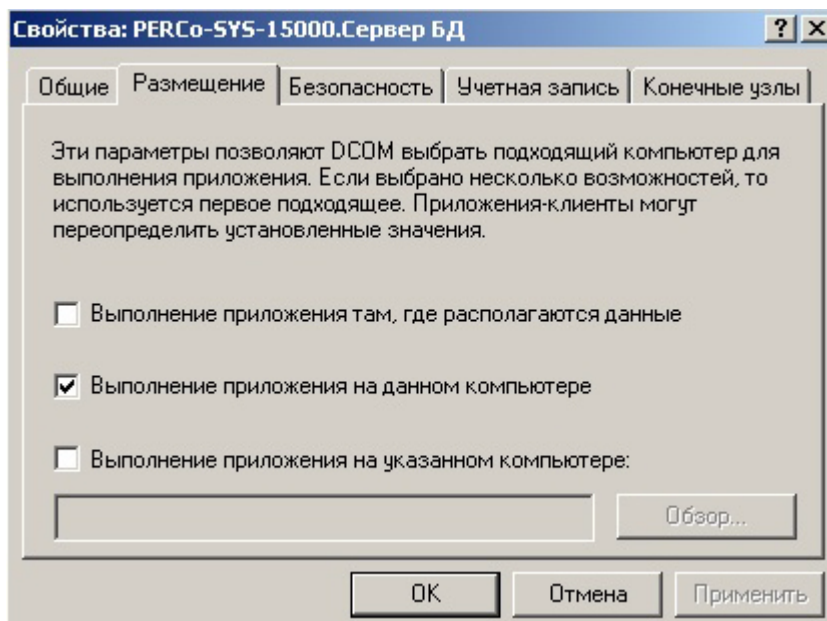 Свойства: PERCo-SYS-15000.Сервер БД
Общие Размещение Безопасность Учетная запись Конечные узлы
Эти параметры позволяют DCOM выбрать подходящий компьютер для
выполнения приложения. Если выбрано несколько возможностей, то
используется первое подходящее. Приложения-клиенты могут
переопределить установленные значения.
Выполнение приложения там, где располагаются данные
Выполнение приложения на данном компьютере
Выполнение приложения на указанном компьютере:
Обзор...
ОК Отмена Применить